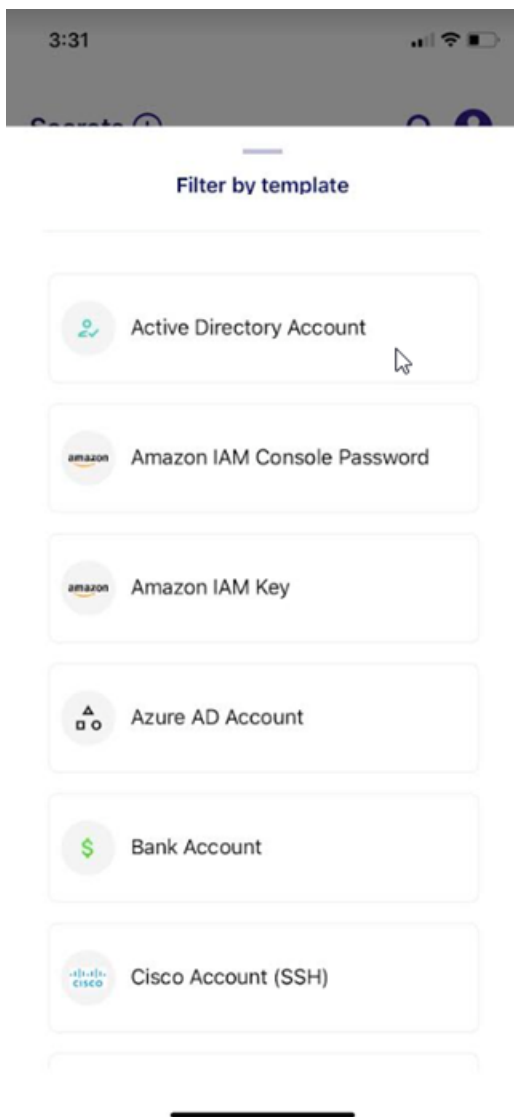 3:31
Secrets
Filter by template
Active Directory Account
amazon
Amazon IAM Console Password
amazon
Amazon IAM Key
Azure AD Account
$
Bank Account
CISCO
Cisco Account (SSH)